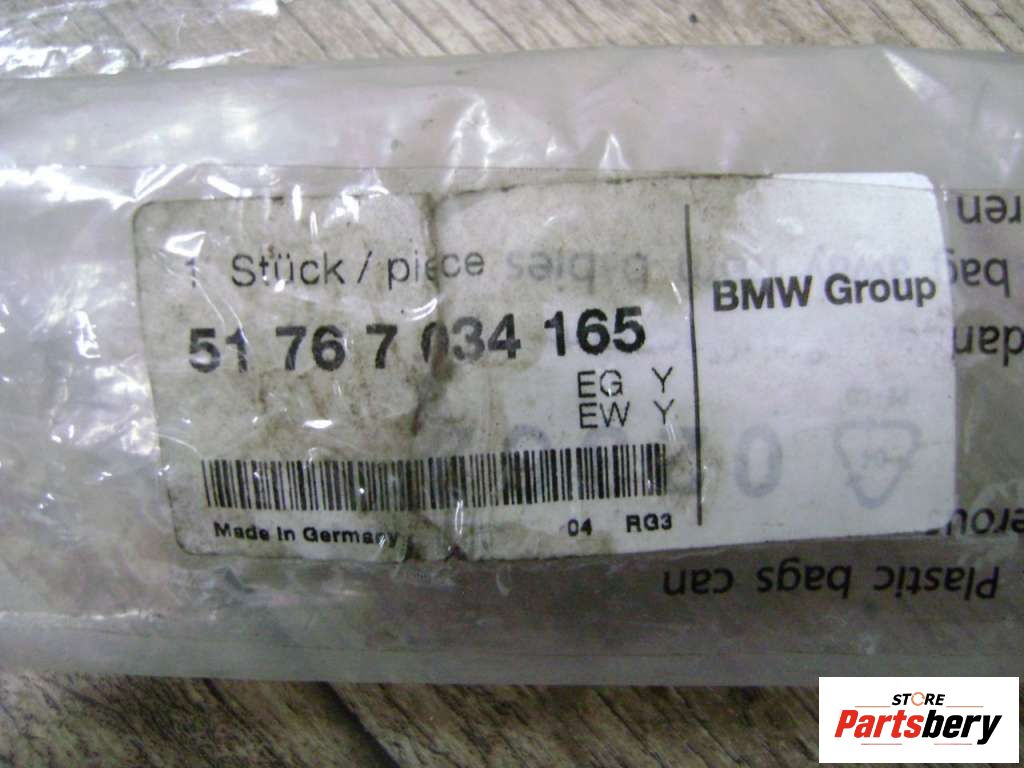 1 Stück / piece
51 76 7 034 165
EG Y
EW Y
BMW Group
Made in Germany
04 RG3
Plastic bags can
STORE
Partsbery